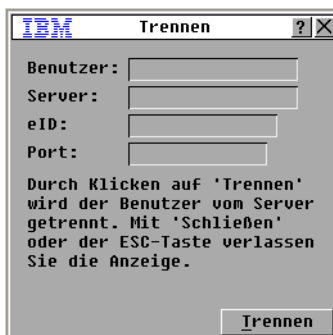 IBM Trennen ? X
Benutzer:
Server:
eID:
Port:
Durch Klicken auf 'Trennen'
wird der Benutzer vom Server
getrennt. Mit 'Schließen'
oder der ESC-Taste verlassen
Sie die Anzeige.
Trennen